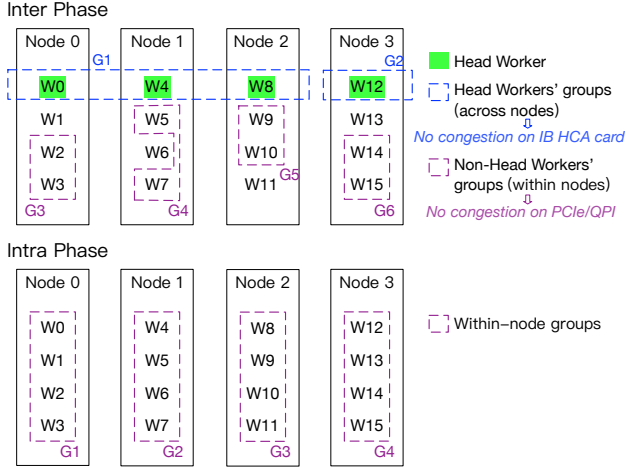 Inter Phase
Node 0
Node 1
Node 2
Node 3
G1
G2
W0
W4
W8
W12
W1
W5
W9
W13
W2
W6
W10
W14
W3
W7
W11
W15
G3
G4
G5
G6
Head Worker
Head Workers' groups
(across nodes)
⇩
No congestion on IB HCA card
Non-Head Workers'
groups (within nodes)
⇩
No congestion on PCIe/QPI
Intra Phase
Node 0
Node 1
Node 2
Node 3
W0
W4
W8
W12
W1
W5
W9
W13
W2
W6
W10
W14
W3
W7
W11
W15
G1
G2
G3
G4
Within-node groups